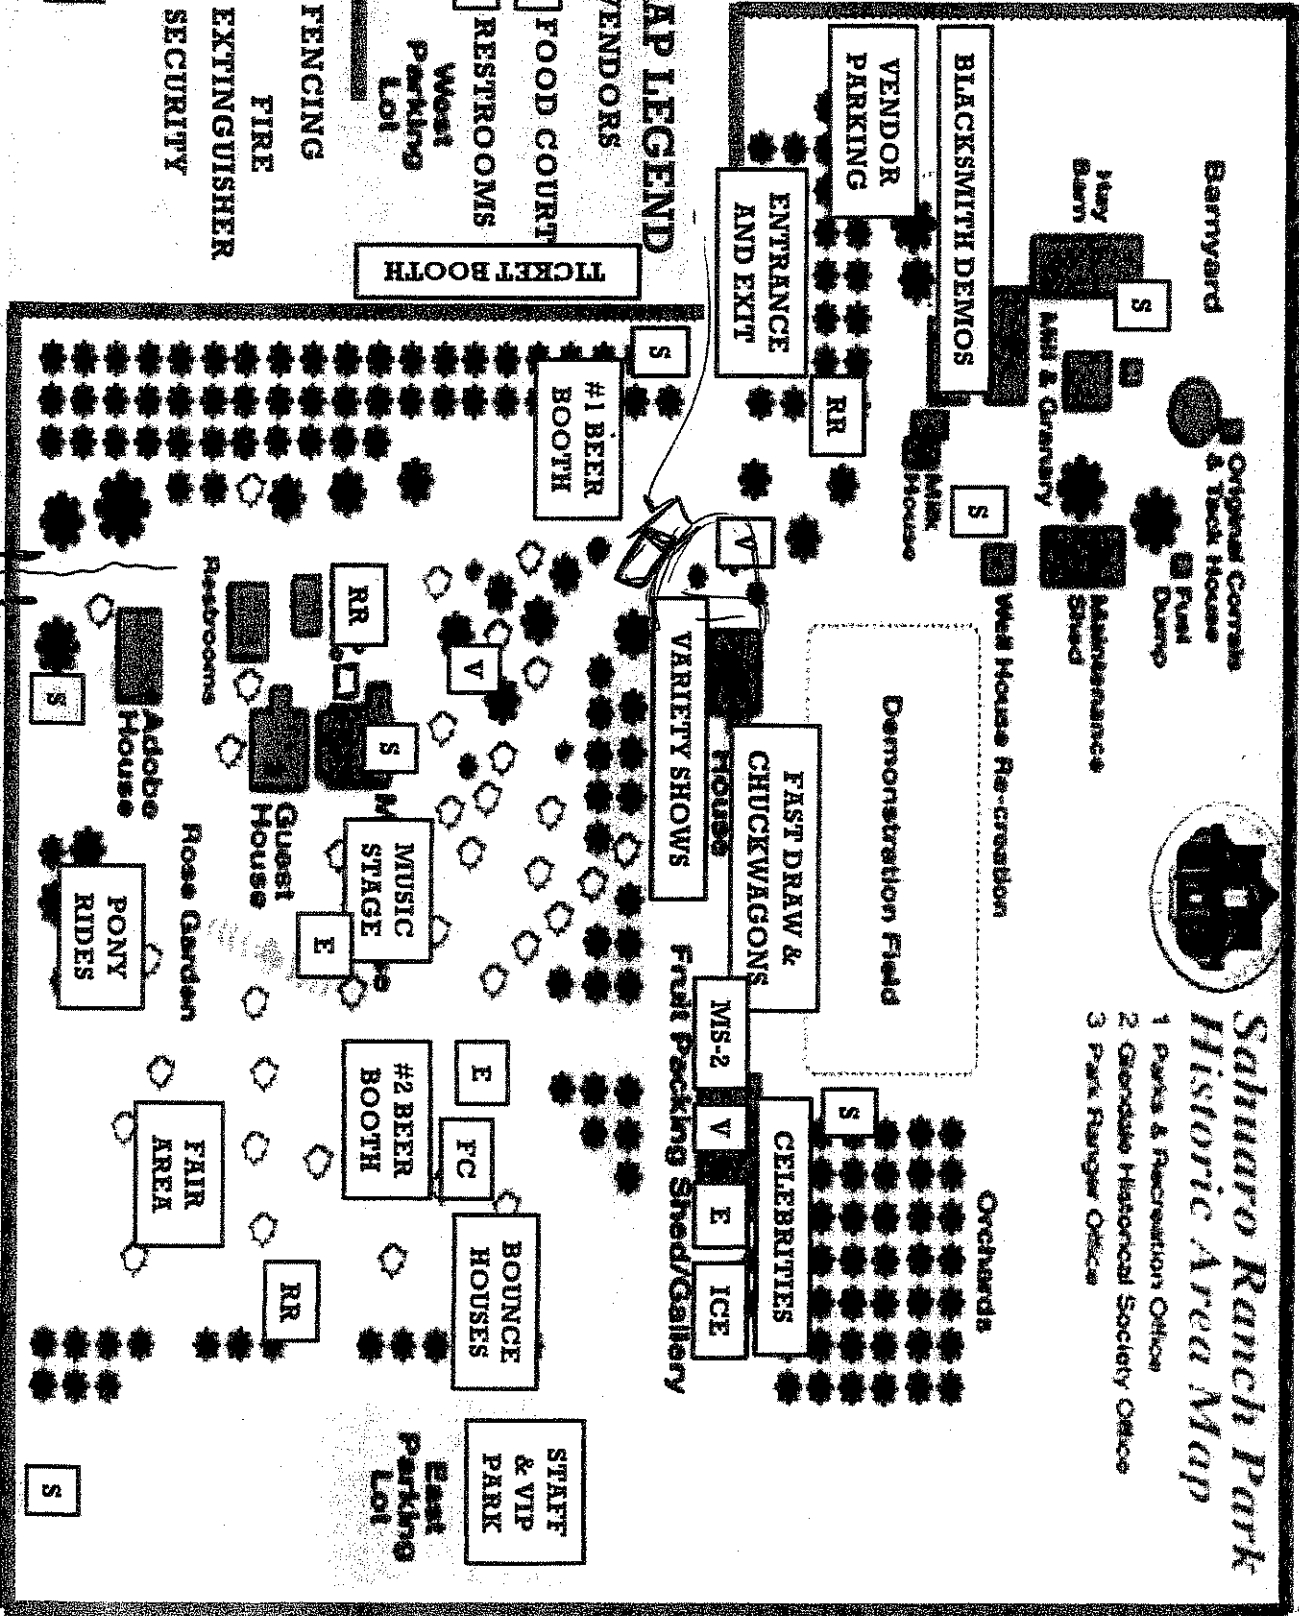 Sahuaro Ranch Park
Historic Area Map
1 Parks & Recreation Office
2 Glendale Historical Society Office
3 Park Ranger Office
Barnyard
Original Corrals
& Tack House
Fuel
Dump
Hay
Barn
S
Mill & Granary
Maintenance
Shed
BLACKSMITH DEMOS
Milk
House
S
Well House Re-creation
Orchards
VENDOR
PARKING
RR
Demonstration Field
S
ENTRANCE
AND EXIT
V
FAST DRAW &
CHUCKWAGONS
House
CELEBRITIES
VARIETY SHOWS
MS-2
V
E
ICE
Fruit Packing Shed/Gallery
AP LEGEND
VENDORS
FOOD COURT
RESTROOMS
West
Parking
Lot
FENCING
FIRE
EXTINGUISHER
SECURITY
TICKET BOOTH
S
#1 BEER
BOOTH
V
RR
S
MUSIC
STAGE
E
E
FC
#2 BEER
BOOTH
BOUNCE
HOUSES
STAFF
& VIP
PARK
East
Parking
Lot
Restrooms
Guest
House
RR
Rose Garden
Adobe
House
S
PONY
RIDES
FAIR
AREA
S